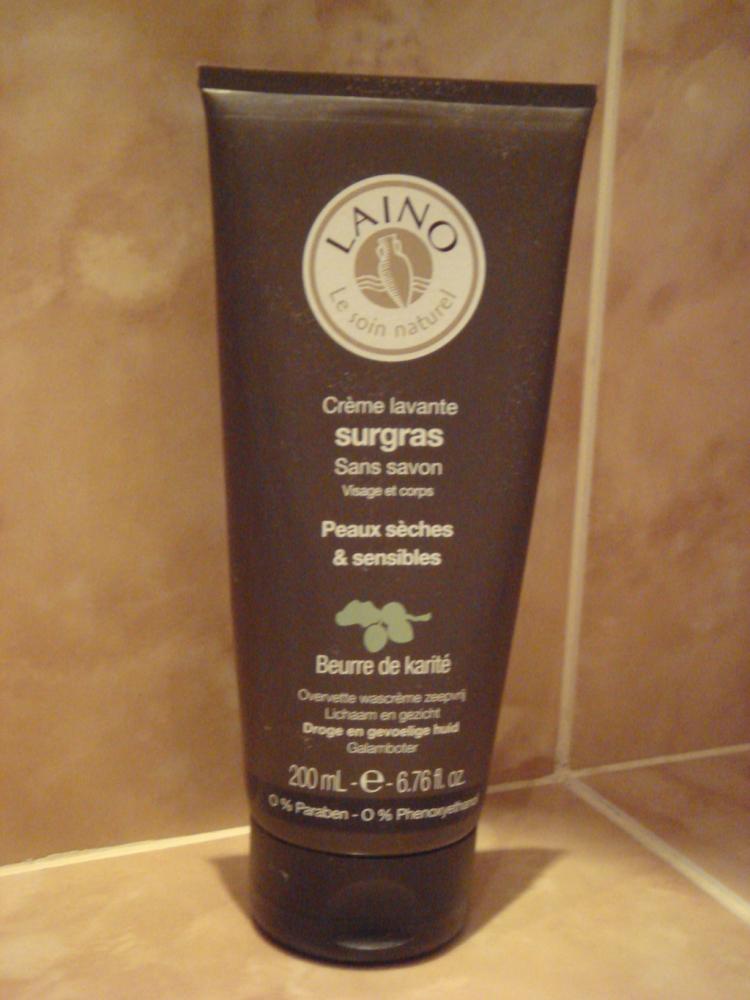 LAINO
Le soin naturel
Crème lavante
surgras
Sans savon
Visage et corps
Peaux sèches
& sensibles
Beurre de karité
Overvette wascrème zeepvrij
Lichaam en gezicht
Droge en gevoelige huid
Galamboter
200 mL - e - 6.76 fl. oz.
0 % Paraben - 0 % Phenoxyethanol